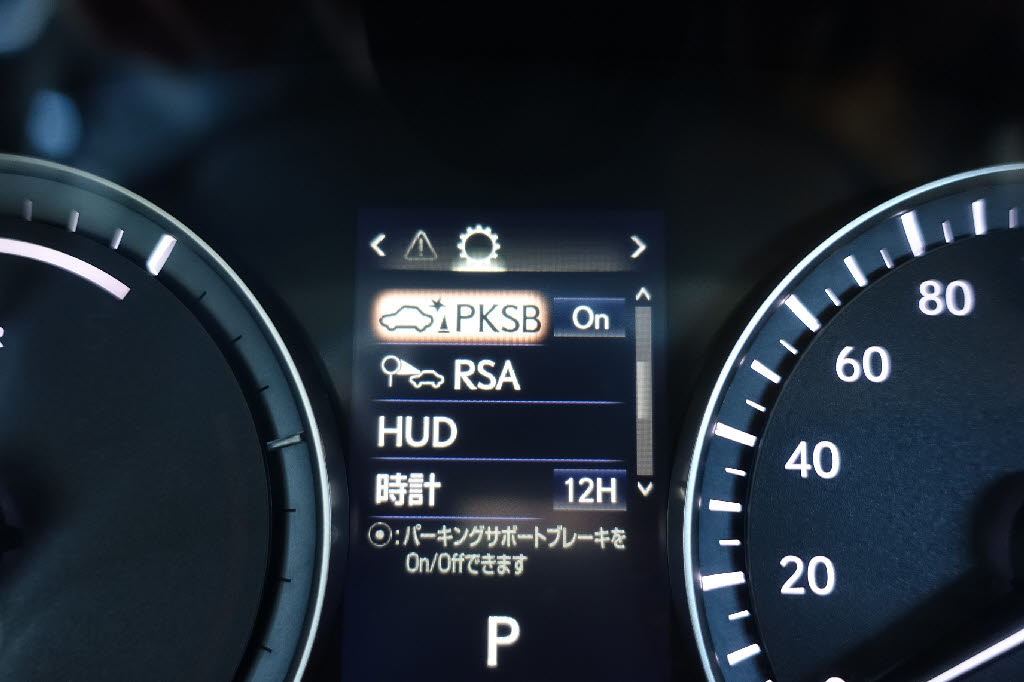 PKSB On
RSA
HUD
時計 12H
⦿:パーキングサポートブレーキを
On/Offできます
P
80
60
40
20